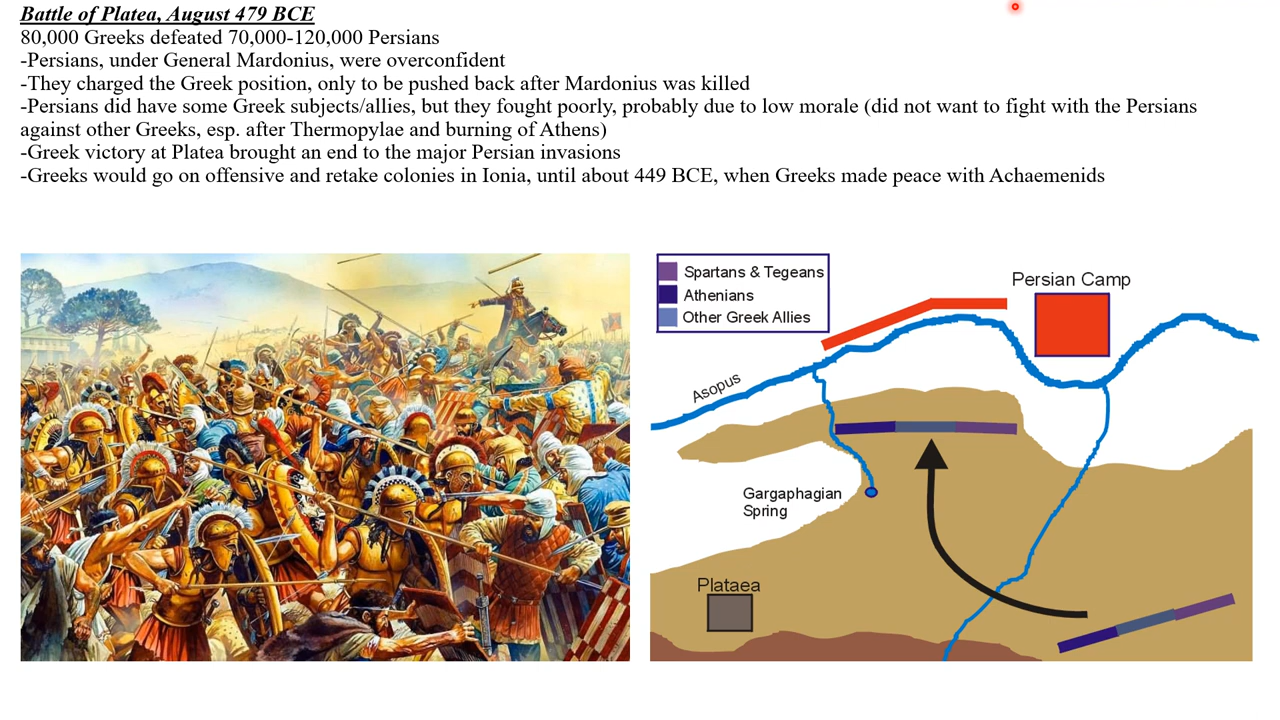 Battle of Platea, August 479 BCE
80,000 Greeks defeated 70,000-120,000 Persians
-Persians, under General Mardonius, were overconfident
-They charged the Greek position, only to be pushed back after Mardonius was killed
-Persians did have some Greek subjects/allies, but they fought poorly, probably due to low morale (did not want to fight with the Persians
against other Greeks, esp. after Thermopylae and burning of Athens)
-Greek victory at Platea brought an end to the major Persian invasions
-Greeks would go on offensive and retake colonies in Ionia, until about 449 BCE, when Greeks made peace with Achaemenids
Spartans & Tegeans
Athenians
Other Greek Allies
Persian Camp
Asopus
Gargaphagian
Spring
Plataea